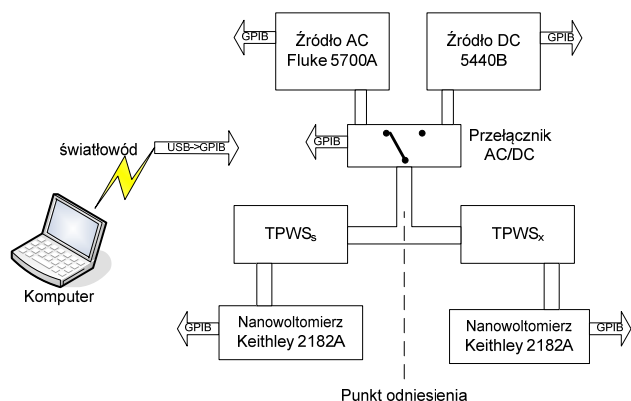 GPIB
Źródło AC
Fluke 5700A
Źródło DC
5440B
GPIB
światłowód
USB->GPIB
GPIB
Przełącznik
AC/DC
TPWSs
TPWSx
Komputer
GPIB
Nanowoltomierz
Keithley 2182A
Nanowoltomierz
Keithley 2182A
GPIB
Punkt odniesienia